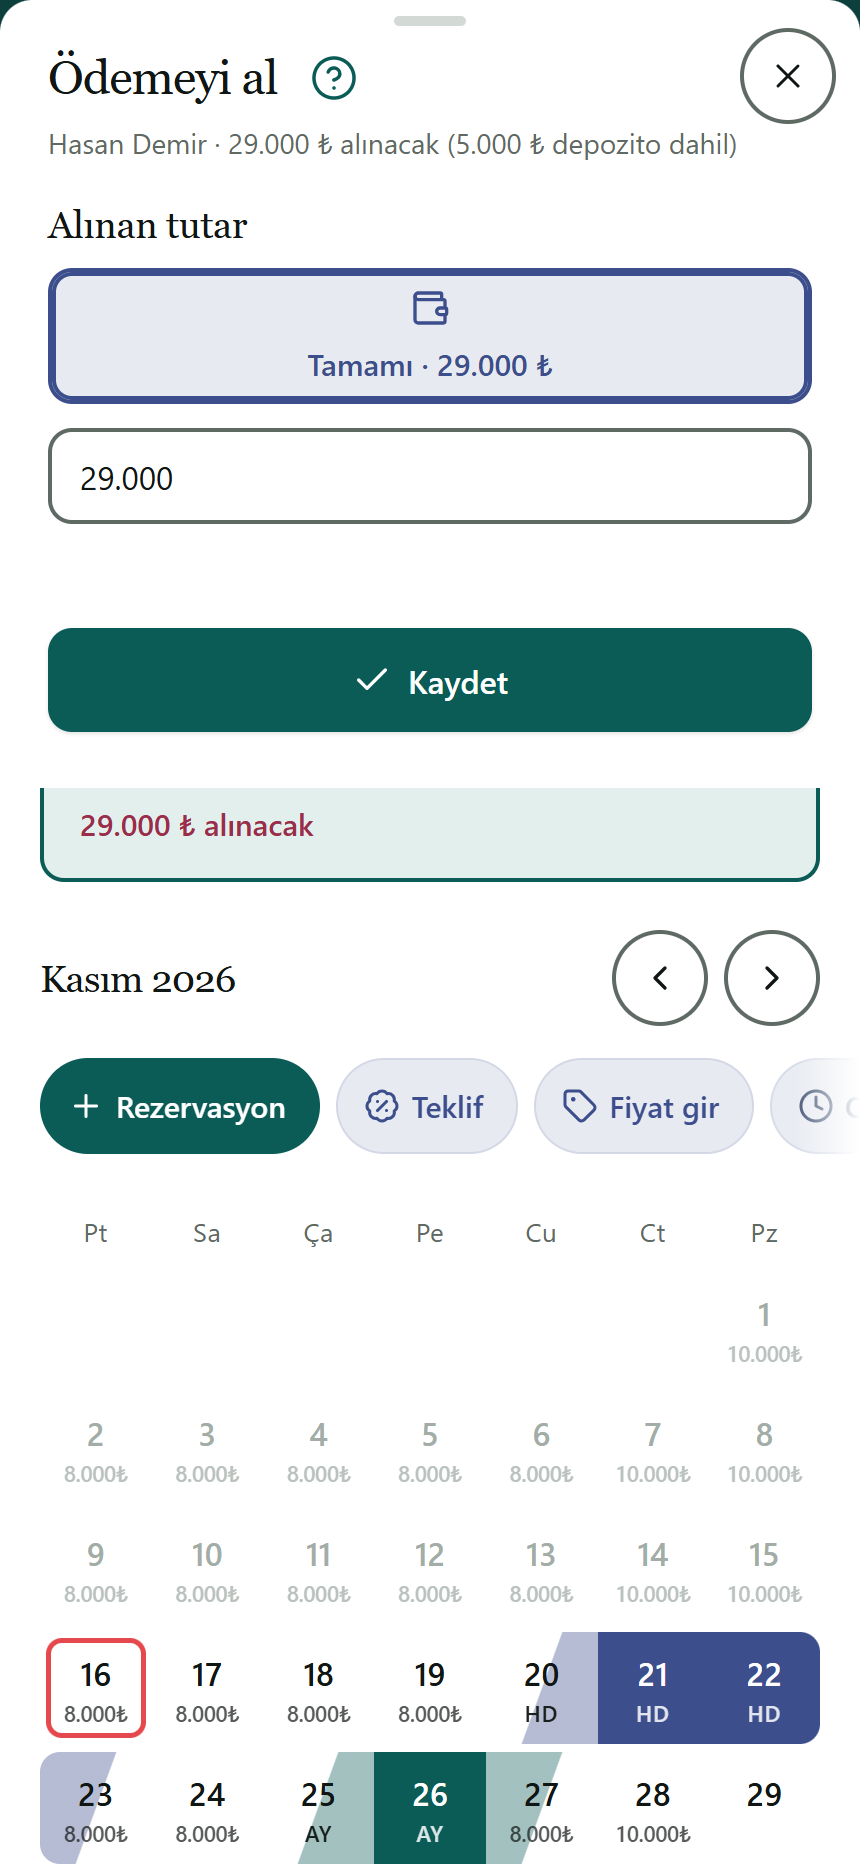 Ödemeyi al
Hasan Demir · 29.000 ₺ alınacak (5.000 ₺ depozito dahil)
Alınan tutar
Tamamı · 29.000 ₺
29.000
Kaydet
29.000 ₺ alınacak
Kasım 2026
Rezervasyon Teklif Fiyat gir
Pt Sa Ça Pe Cu Ct Pz
1
10.000₺
2 3 4 5 6 7 8
8.000₺ 8.000₺ 8.000₺ 8.000₺ 8.000₺ 10.000₺ 10.000₺
9 10 11 12 13 14 15
8.000₺ 8.000₺ 8.000₺ 8.000₺ 8.000₺ 10.000₺ 10.000₺
16 17 18 19 20 21 22
8.000₺ 8.000₺ 8.000₺ 8.000₺ HD HD HD
23 24 25 26 27 28 29
8.000₺ 8.000₺ AY AY 8.000₺ 10.000₺